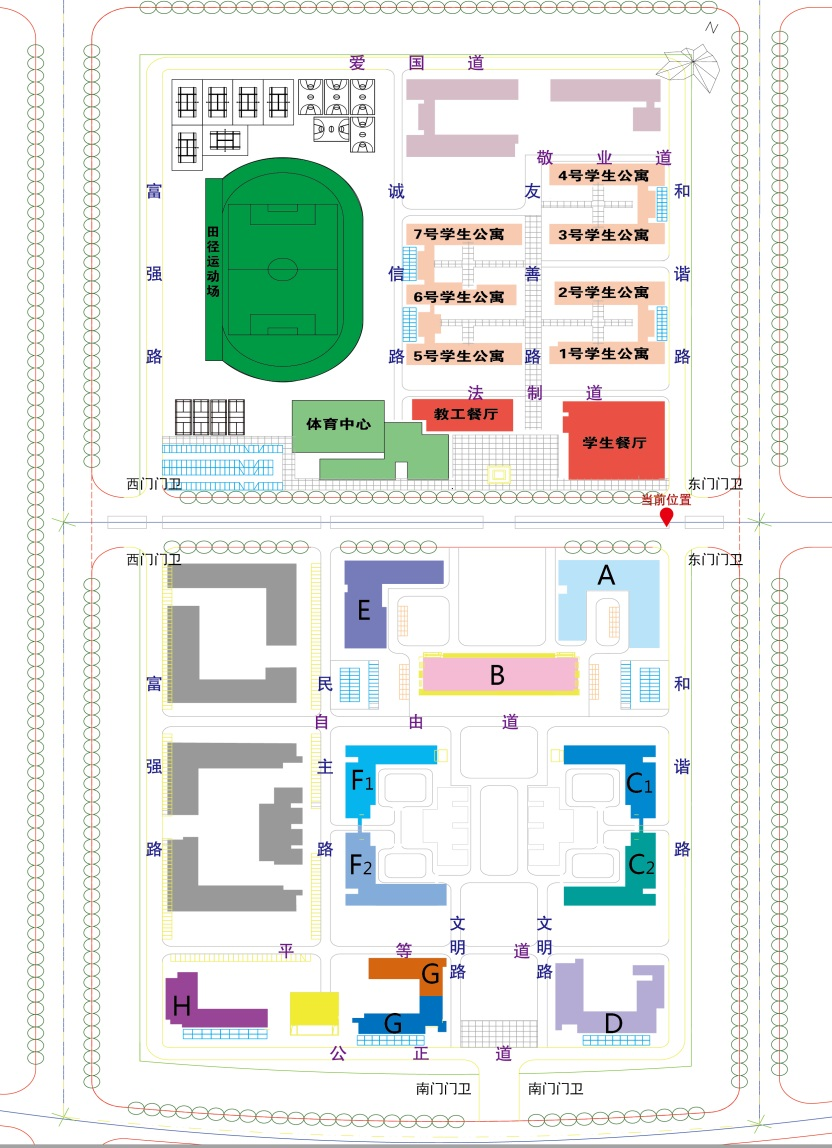 N
爱国道
敬业道
4号学生公寓
富强路
诚信路
友善路
和谐路
田径运动场
7号学生公寓
3号学生公寓
6号学生公寓
2号学生公寓
5号学生公寓
1号学生公寓
法制道
体育中心
教工餐厅
学生餐厅
西门门卫
东门门卫
当前位置
西门门卫
东门门卫
E
A
B
富强路
民主路
和谐路
自由道
F1
C1
F2
C2
文明路
文明路
平等道
G
H
G
D
公正道
南门门卫
南门门卫